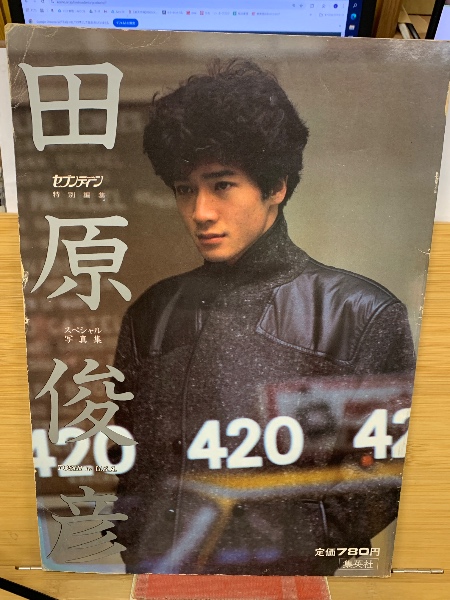 田原俊彦
セブンティーン
特別編集
スペシャル
写真集
420
420
42
定価780円
集英社